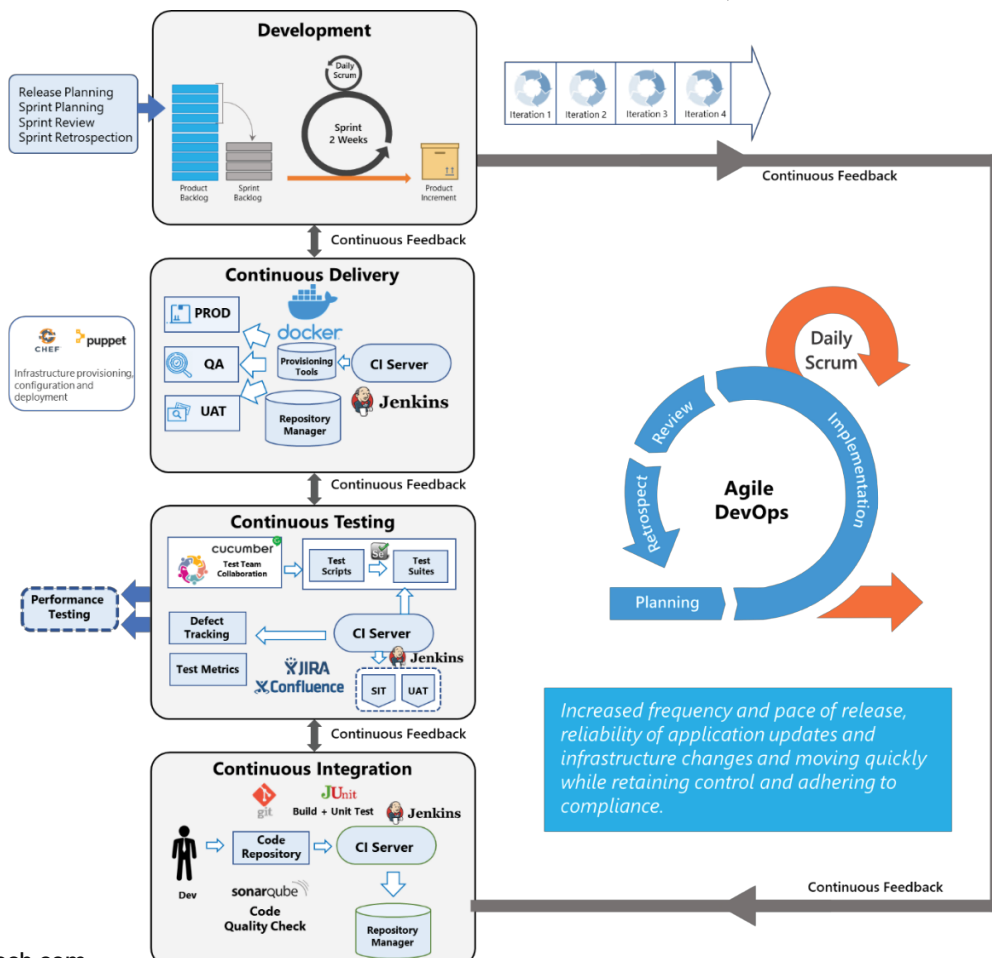 Development
Release Planning
Sprint Planning
Sprint Review
Sprint Retrospection
Daily
Scrum
Sprint
2 Weeks
Product
Backlog
Sprint
Backlog
Product
Increment
Iteration 1
Iteration 2
Iteration 3
Iteration 4
Continuous Feedback
Continuous Feedback
Continuous Delivery
PROD
QA
UAT
docker
Provisioning
Tools
CI Server
Jenkins
Repository
Manager
CHEF
puppet
Infrastructure provisioning,
configuration and
deployment
Continuous Feedback
Continuous Testing
cucumber
Test Team
Collaboration
Test
Scripts
Se
Test
Suites
Performance
Testing
Defect
Tracking
CI Server
Jenkins
Test Metrics
JIRA
Confluence
SIT
UAT
Continuous Feedback
Continuous Integration
git
JUnit
Build + Unit Test
Jenkins
Dev
Code
Repository
CI Server
sonarqube
Code
Quality Check
Repository
Manager
Daily
Scrum
Review
Implementation
Retrospect
Agile
DevOps
Planning
Increased frequency and pace of release,
reliability of application updates and
infrastructure changes and moving quickly
while retaining control and adhering to
compliance.
Continuous Feedback